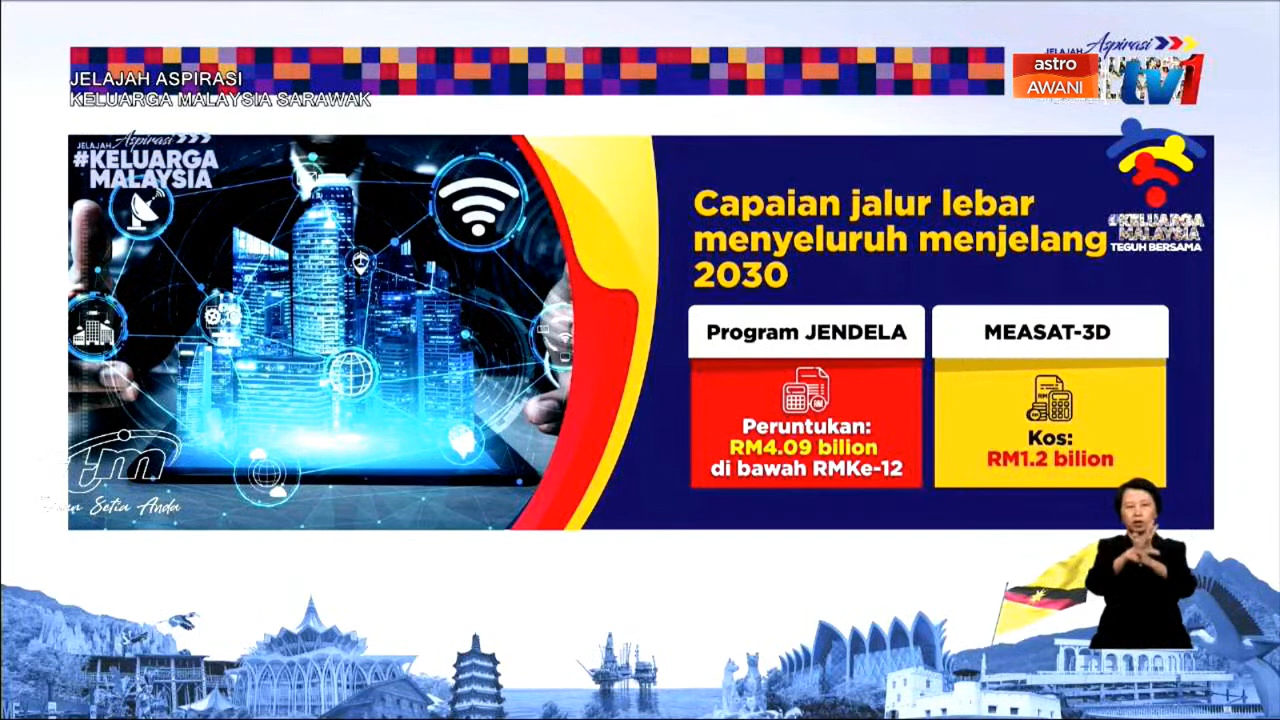 JELAJAH ASPIRASI
KELUARGA MALAYSIA SARAWAK
JELAJAH Aspirasi
astro
AWANI
tv1
JELAJAH Aspirasi
#KELUARGA
MALAYSIA
#KELUARGA
MALAYSIA
TEGUH BERSAMA
Capaian jalur lebar
menyeluruh menjelang
2030
Program JENDELA
MEASAT-3D
RM
Peruntukan:
RM4.09 bilion
di bawah RMKe-12
RM
Kos:
RM1.2 bilion
tm
Setia Anda